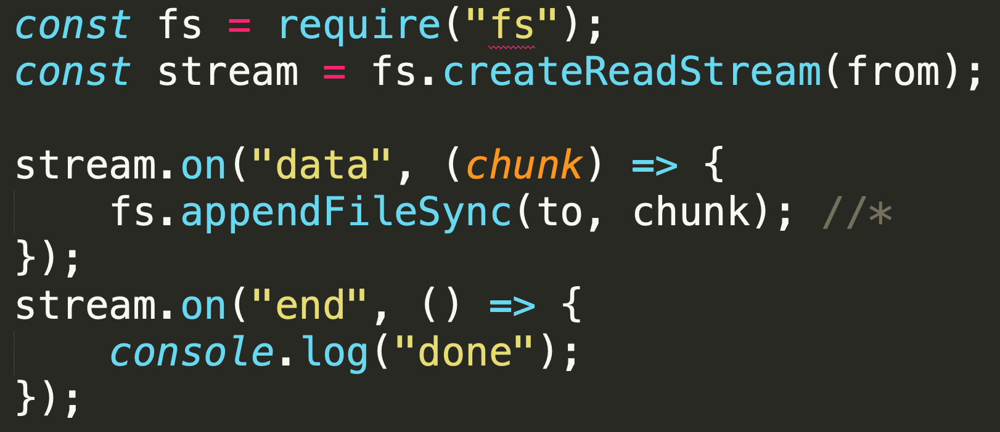 const fs = require("fs");
const stream = fs.createReadStream(from);
stream.on("data", (chunk) => {
    fs.appendFileSync(to, chunk); //*
});
stream.on("end", () => {
    console.log("done");
});